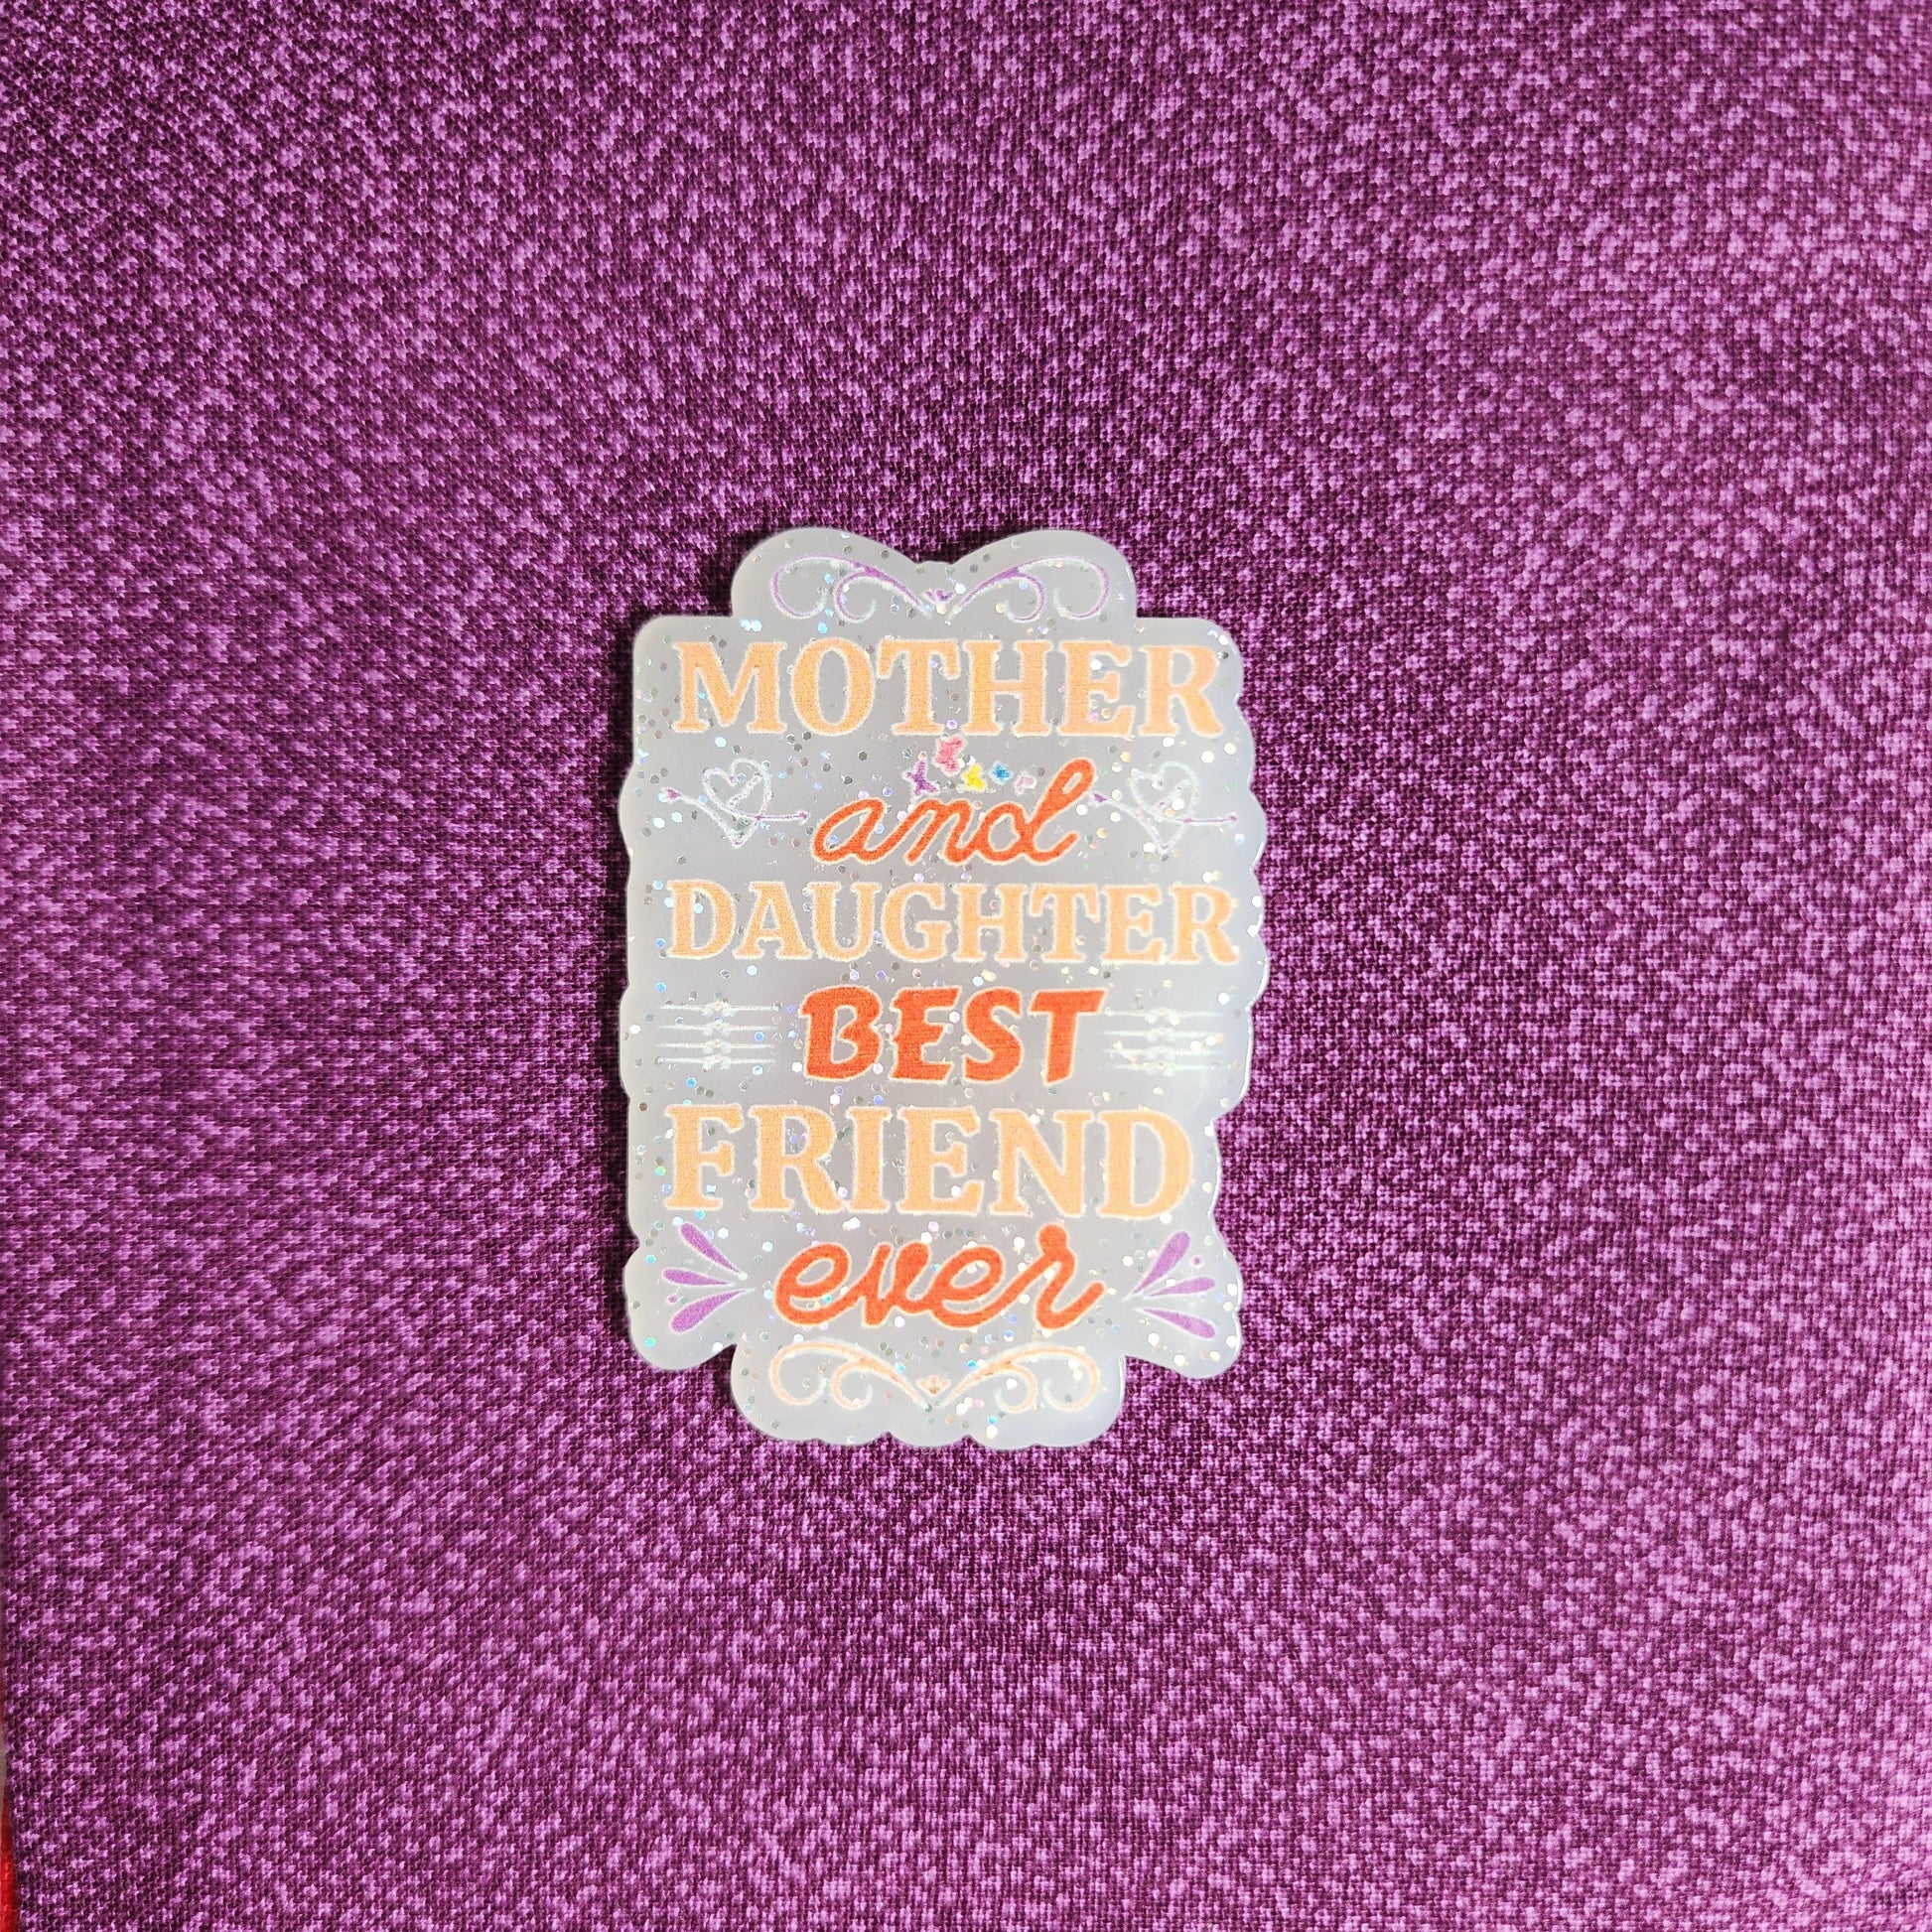 MOTHER
and
DAUGHTER
BEST
FRIEND
ever